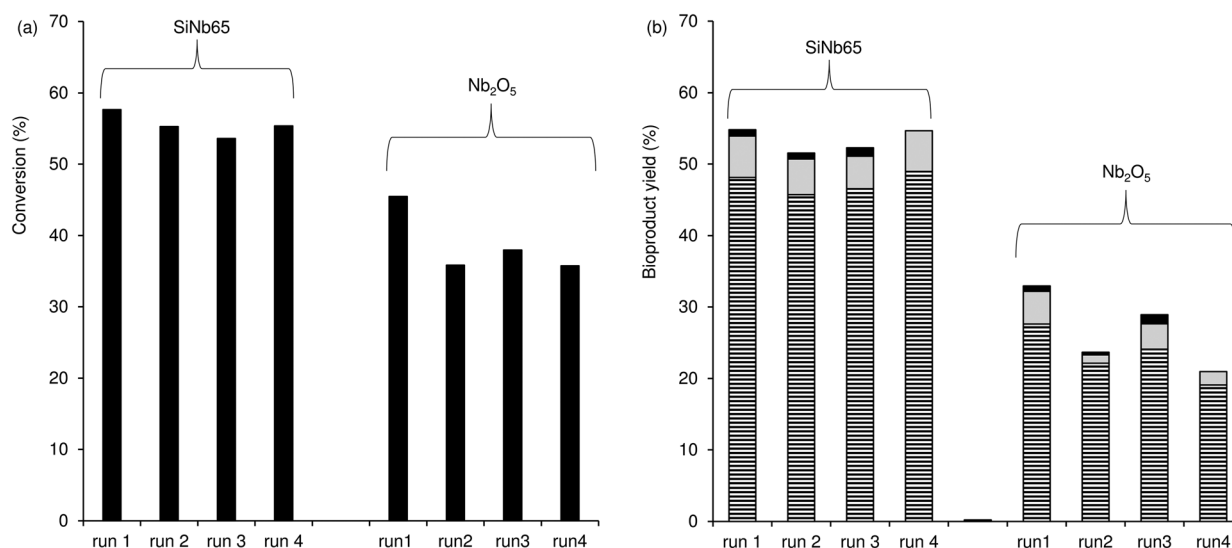 (a)
SiNb65
Nb₂O₅
Conversion (%)
70
60
50
40
30
20
10
0
run 1 run 2 run 3 run 4 run1 run2 run3 run4
(b)
SiNb65
Nb₂O₅
Bioproduct yield (%)
70
60
50
40
30
20
10
0
run 1 run 2 run 3 run 4 run1 run2 run3 run4